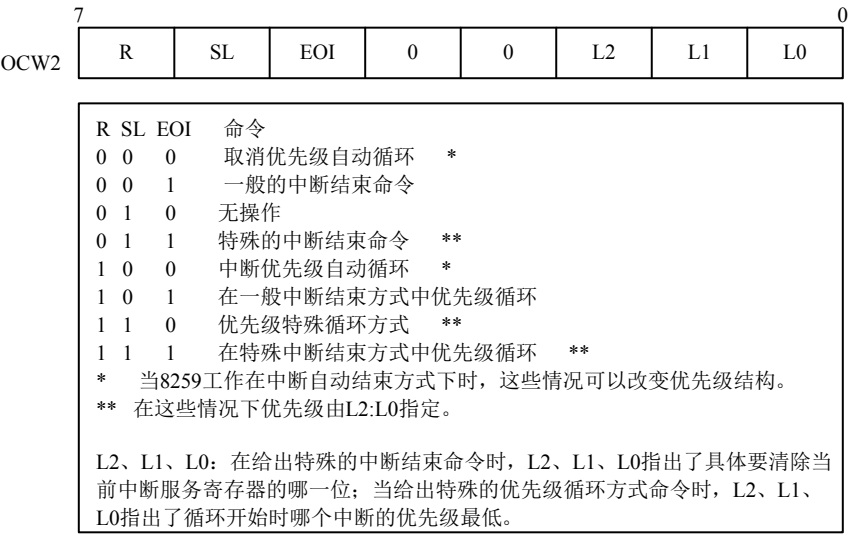 7 0
OCW2 R SL EOI 0 0 L2 L1 L0
R SL EOI 命令
0 0 0 取消优先级自动循环 *
0 0 1 一般的中断结束命令
0 1 0 无操作
0 1 1 特殊的中断结束命令 **
1 0 0 中断优先级自动循环 *
1 0 1 在一般中断结束方式中优先级循环
1 1 0 优先级特殊循环方式 **
1 1 1 在特殊中断结束方式中优先级循环 **
* 当8259工作在中断自动结束方式下时，这些情况可以改变优先级结构。
** 在这些情况下优先级由L2:L0指定。
L2、L1、L0：在给出特殊的中断结束命令时，L2、L1、L0指出了具体要清除当
前中断服务寄存器的哪一位；当给出特殊的优先级循环方式命令时，L2、L1、
L0指出了循环开始时哪个中断的优先级最低。